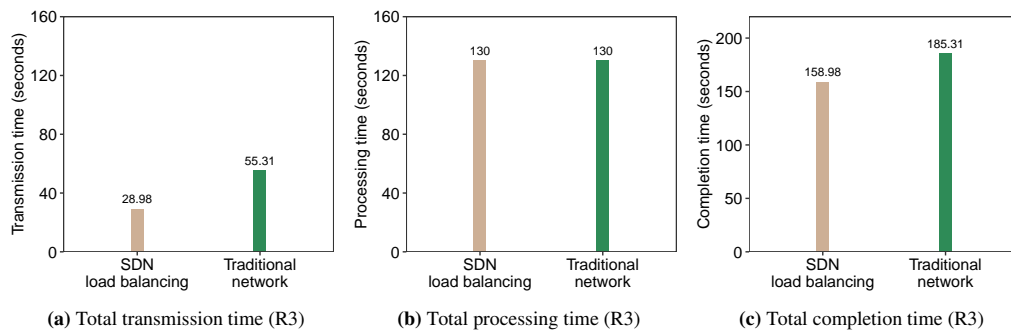 Transmission time (seconds)
160
120
80
40
0
28.98
55.31
SDN
load balancing
Traditional
network
(a) Total transmission time (R3)
Processing time (seconds)
160
120
80
40
0
130
130
SDN
load balancing
Traditional
network
(b) Total processing time (R3)
Completion time (seconds)
200
150
100
50
0
158.98
185.31
SDN
load balancing
Traditional
network
(c) Total completion time (R3)